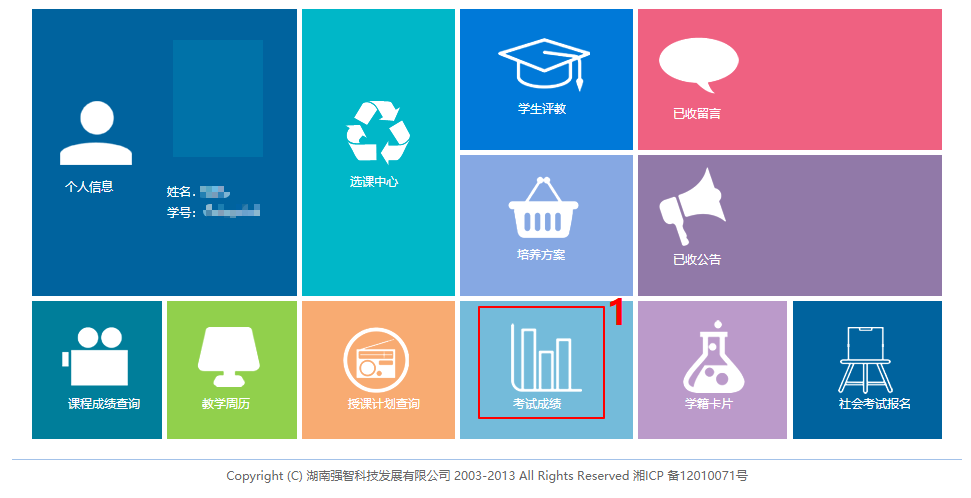 学生评教
已收留言
个人信息
姓名.
学号:
选课中心
培养方案
已收公告
1
课程成绩查询
教学周历
授课计划查询
考试成绩
学籍卡片
社会考试报名
Copyright (C) 湖南强智科技发展有限公司 2003-2013 All Rights Reserved 湘ICP 备12010071号